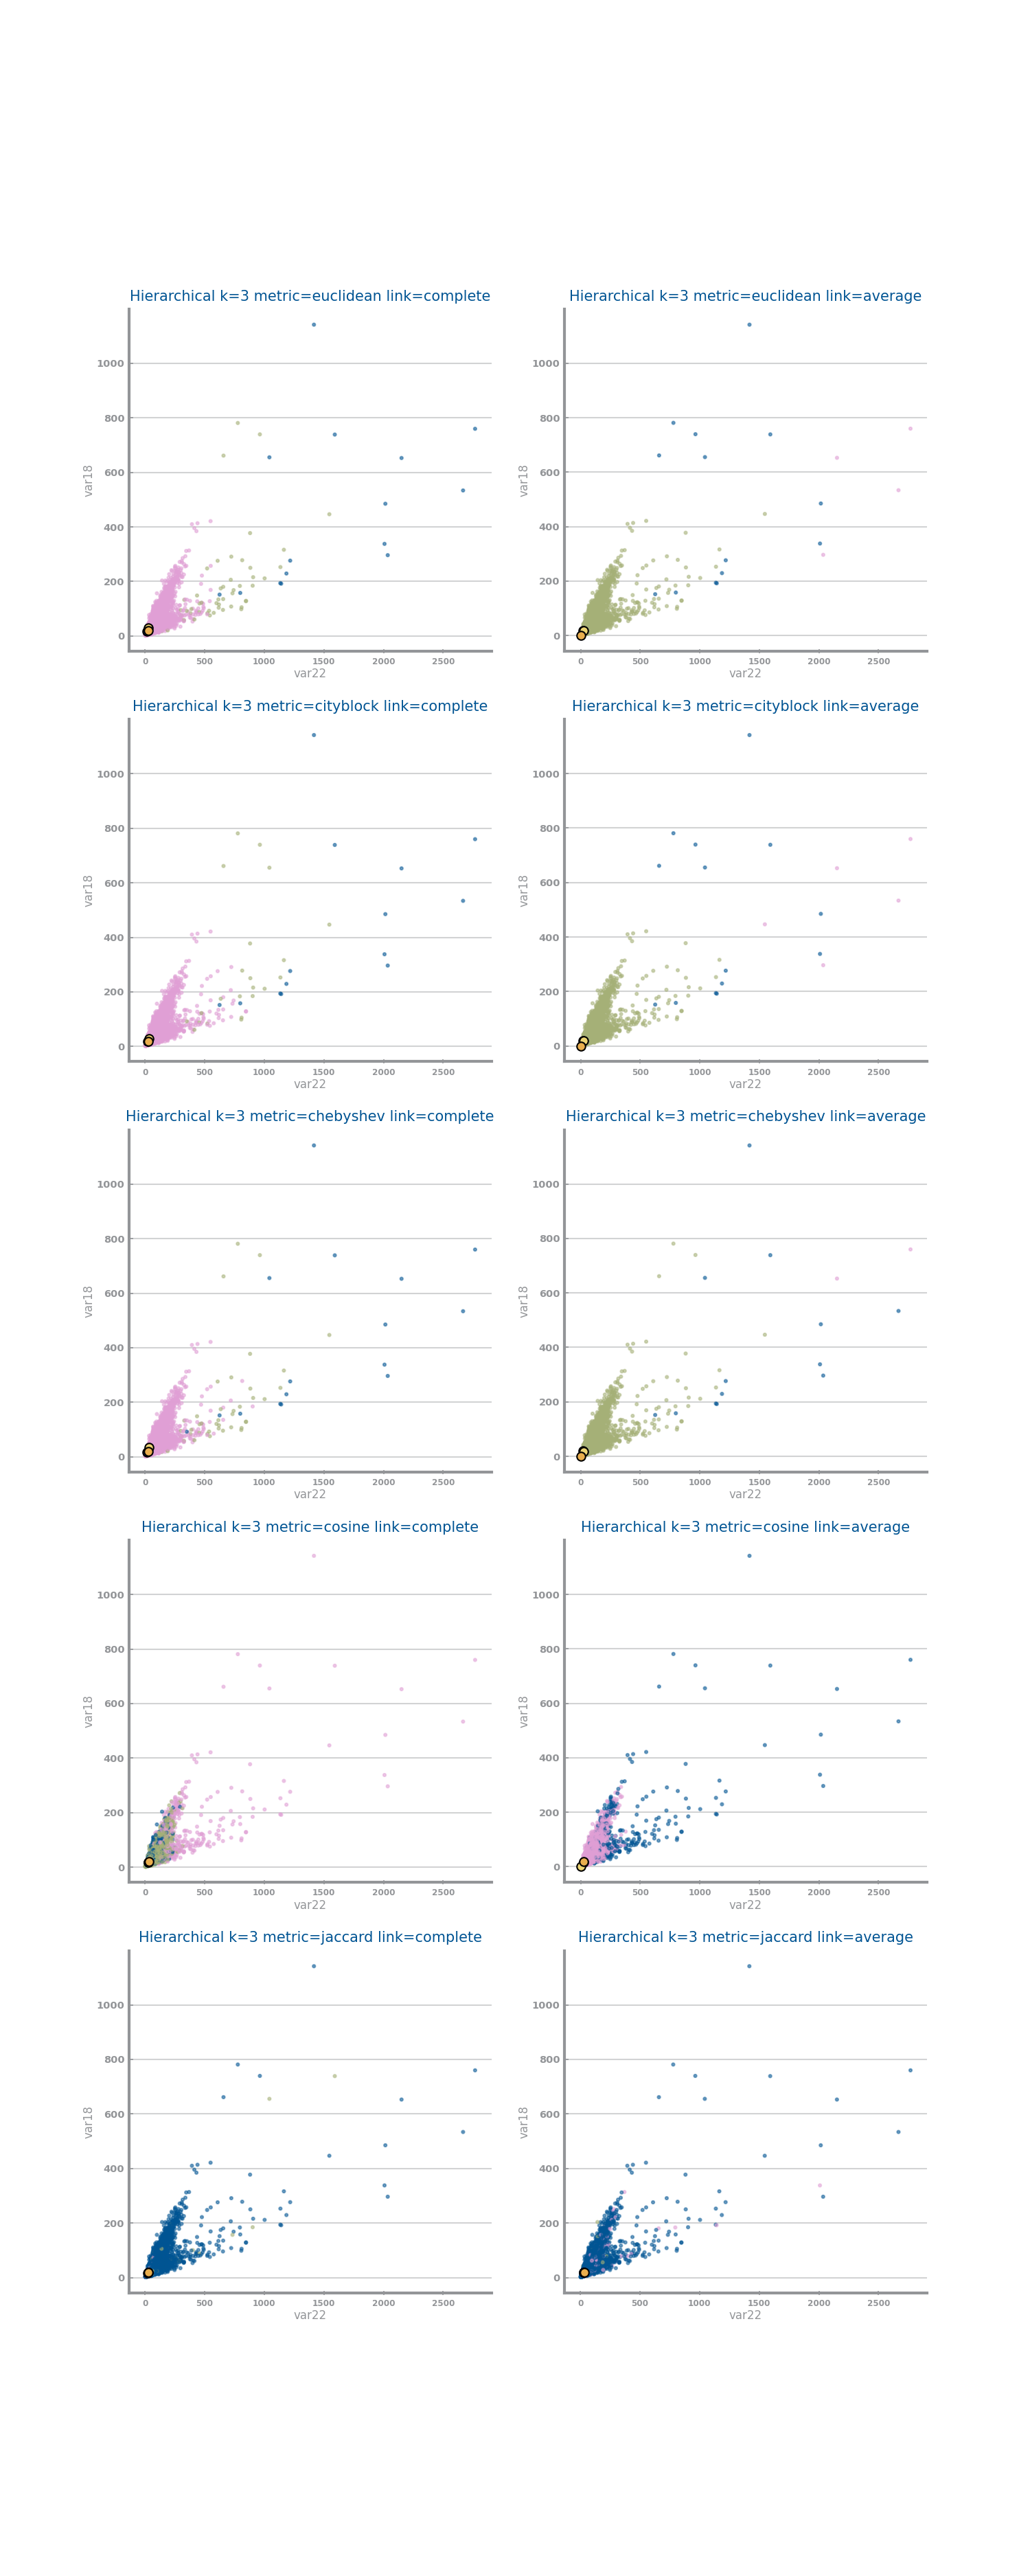 Hierarchical k=3 metric=euclidean link=complete
1000
800
600
400
200
0
var18
0 500 1000 1500 2000 2500
var22
Hierarchical k=3 metric=euclidean link=average
1000
800
600
400
200
0
var18
0 500 1000 1500 2000 2500
var22
Hierarchical k=3 metric=cityblock link=complete
1000
800
600
400
200
0
var18
0 500 1000 1500 2000 2500
var22
Hierarchical k=3 metric=cityblock link=average
1000
800
600
400
200
0
var18
0 500 1000 1500 2000 2500
var22
Hierarchical k=3 metric=chebyshev link=complete
1000
800
600
400
200
0
var18
0 500 1000 1500 2000 2500
var22
Hierarchical k=3 metric=chebyshev link=average
1000
800
600
400
200
0
var18
0 500 1000 1500 2000 2500
var22
Hierarchical k=3 metric=cosine link=complete
1000
800
600
400
200
0
var18
0 500 1000 1500 2000 2500
var22
Hierarchical k=3 metric=cosine link=average
1000
800
600
400
200
0
var18
0 500 1000 1500 2000 2500
var22
Hierarchical k=3 metric=jaccard link=complete
1000
800
600
400
200
0
var18
0 500 1000 1500 2000 2500
var22
Hierarchical k=3 metric=jaccard link=average
1000
800
600
400
200
0
var18
0 500 1000 1500 2000 2500
var22